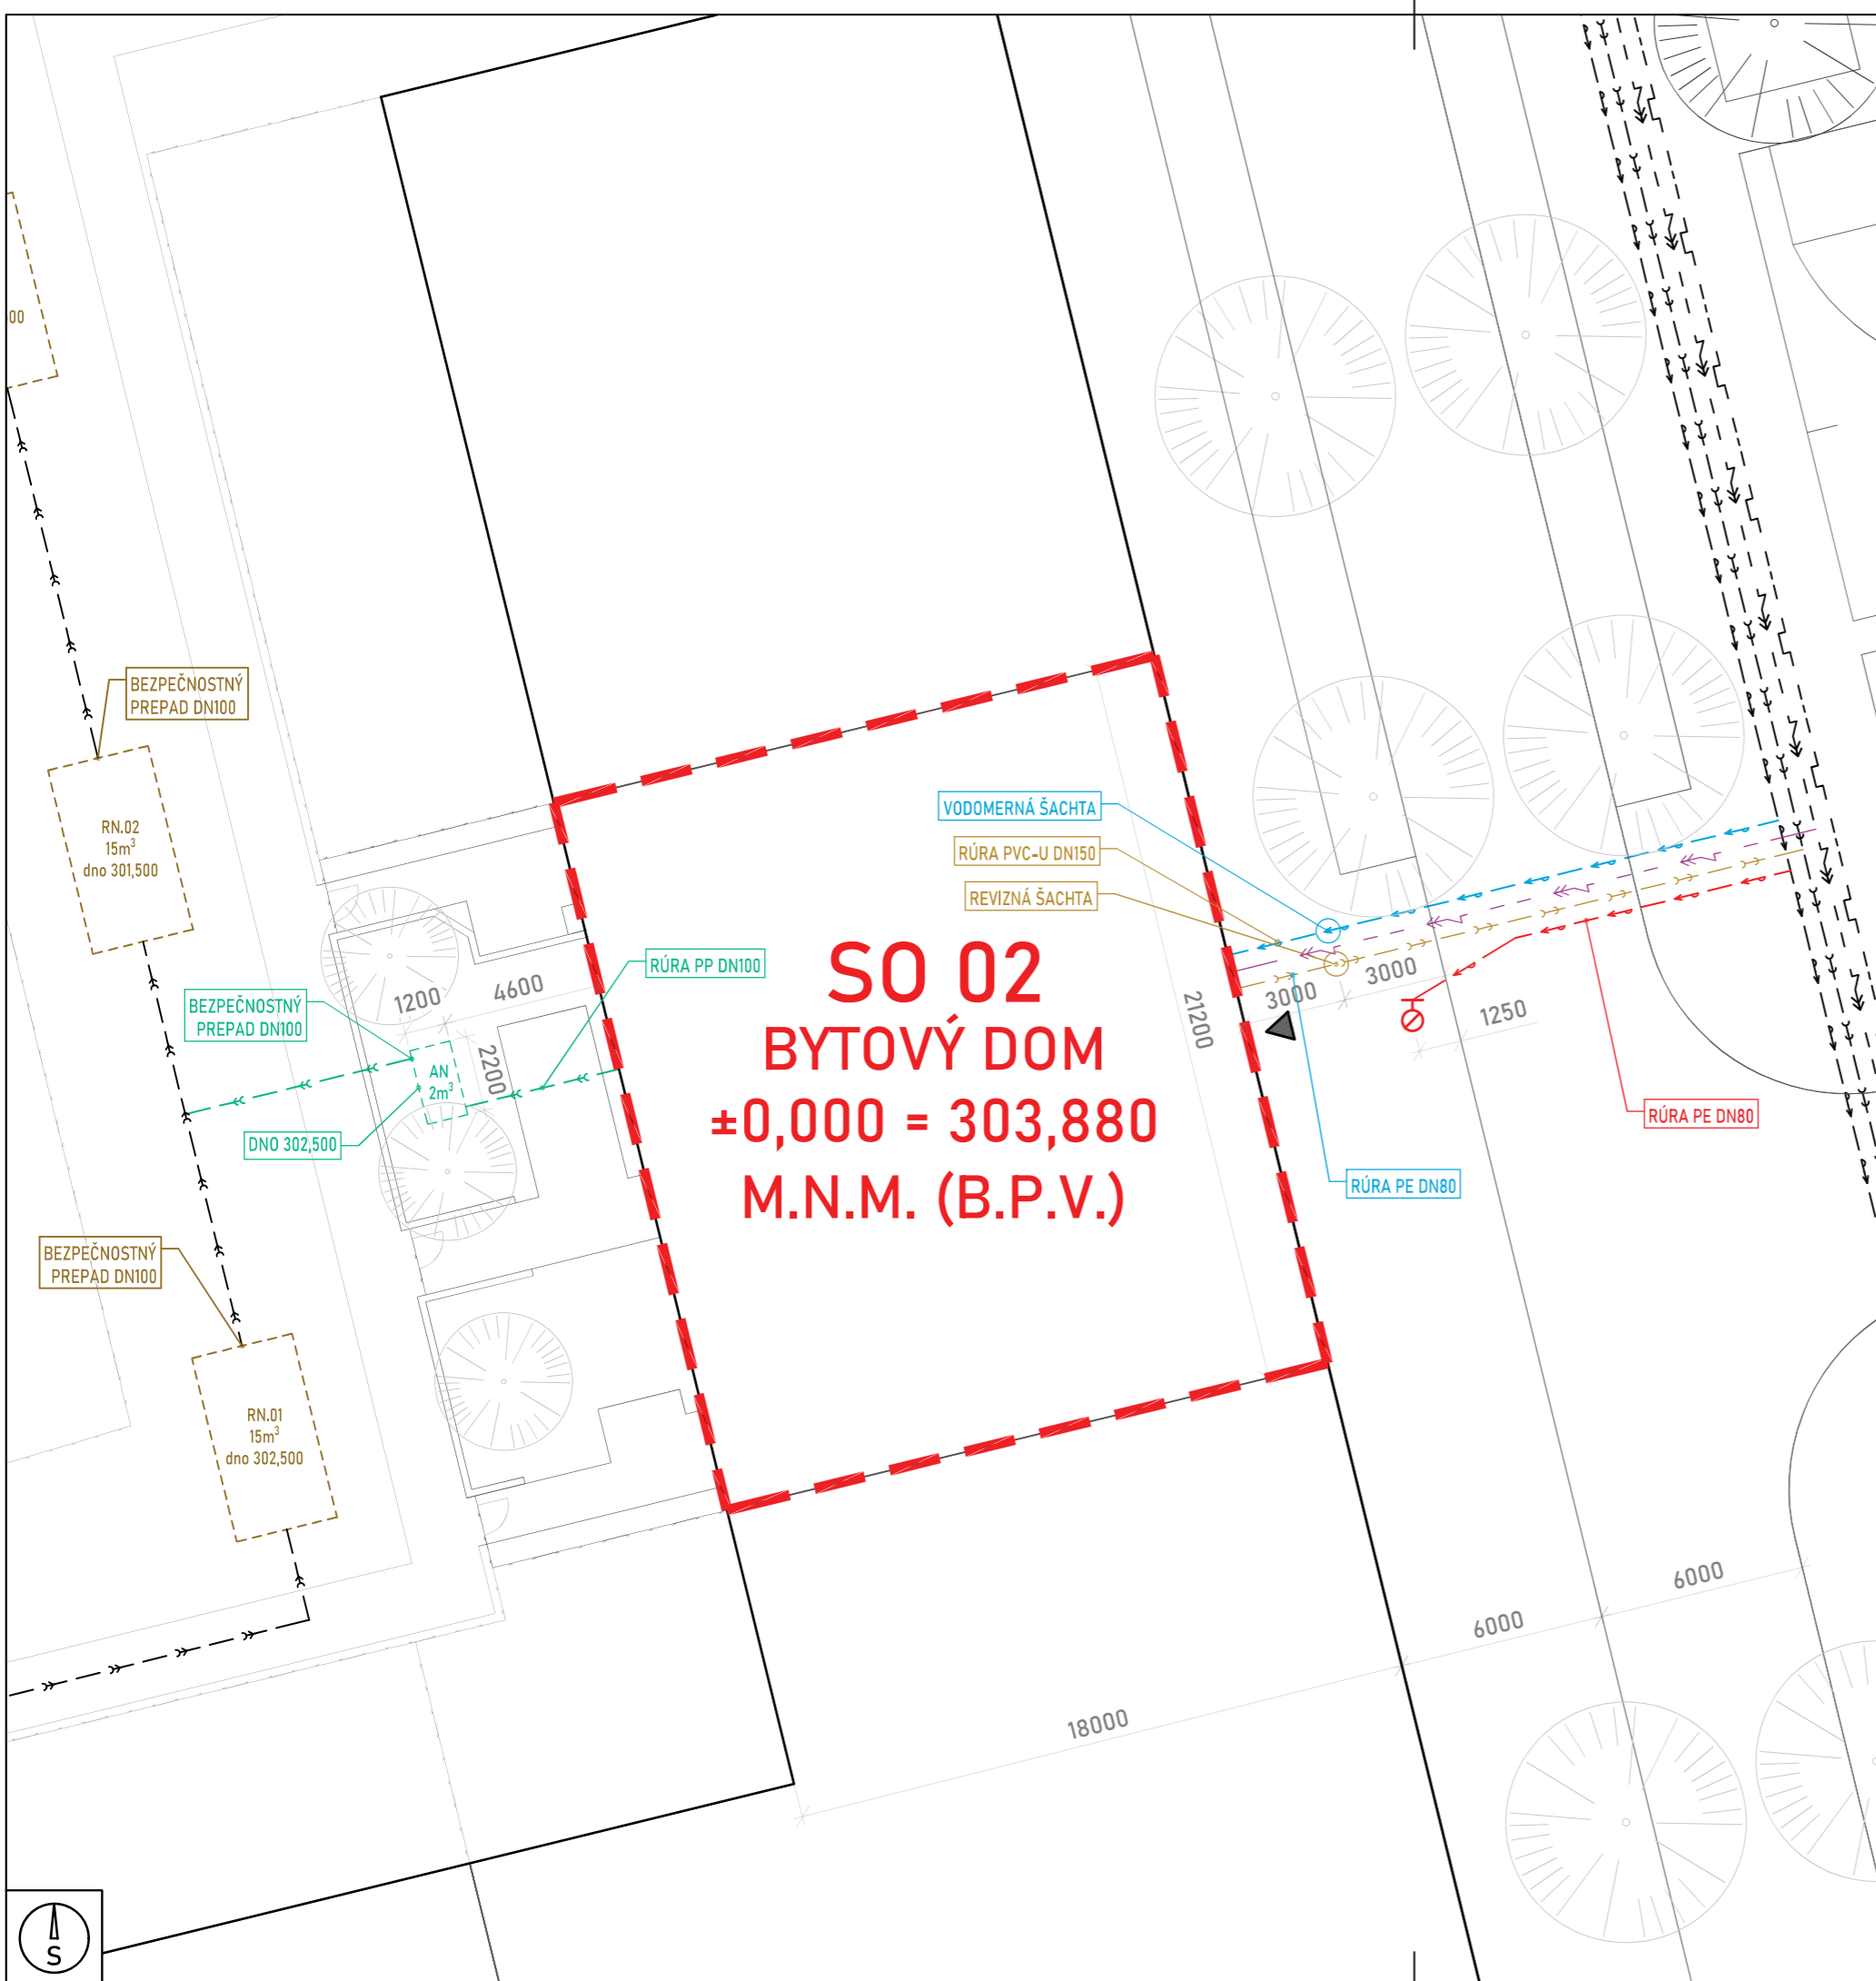 00
BEZPEČNOSTNÝ
PREPAD DN100
RN.02
15m³
dno 301,500
VODOMERNÁ ŠACHTA
RÚRA PVC-U DN150
REVÍZNÁ ŠACHTA
RÚRA PP DN100
BEZPEČNOSTNÝ
PREPAD DN100
1200
4600
2200
AN
2m³
DNO 302,500
SO 02
BYTOVÝ DOM
±0,000 = 303,880
M.N.M. (B.P.V.)
21200
3000
3000
1250
RÚRA PE DN80
RÚRA PE DN80
BEZPEČNOSTNÝ
PREPAD DN100
RN.01
15m³
dno 302,500
18000
6000
6000
S